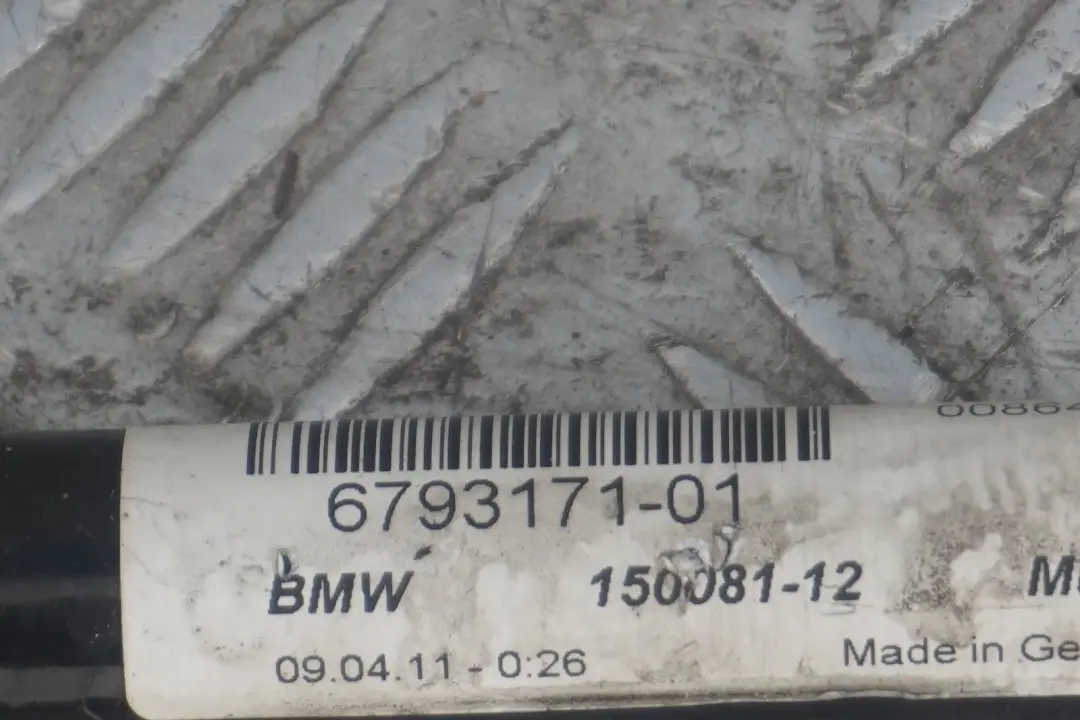 00864
6793171-01
BMW 150081-12 M
09.04.11 - 0:26 Made in Ge